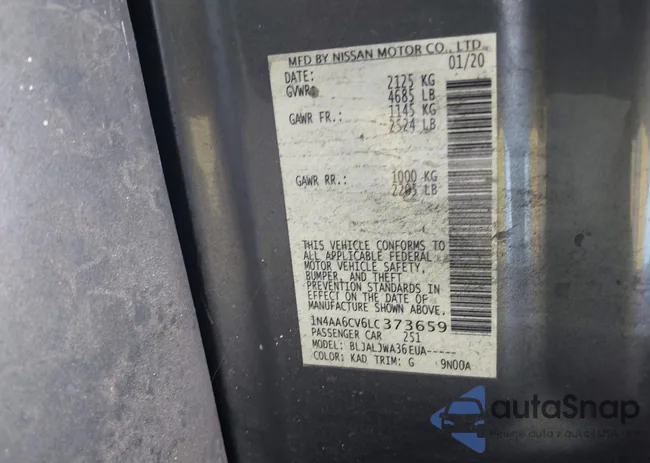 MFD BY NISSAN MOTOR CO., LTD.
DATE: 01/20
GVWR: 2125 KG
4685 LB
GAWR FR.: 1145 KG
2524 LB
GAWR RR.: 1000 KG
2205 LB
THIS VEHICLE CONFORMS TO
ALL APPLICABLE FEDERAL
MOTOR VEHICLE SAFETY,
BUMPER, AND THEFT
PREVENTION STANDARDS IN
EFFECT ON THE DATE OF
MANUFACTURE SHOWN ABOVE.
1N4AA6CV6LC373659
PASSENGER CAR 251
MODEL: BLJALJWA36EUA-----
COLOR: KAD TRIM: G 9N00A
autaSnap
auta z